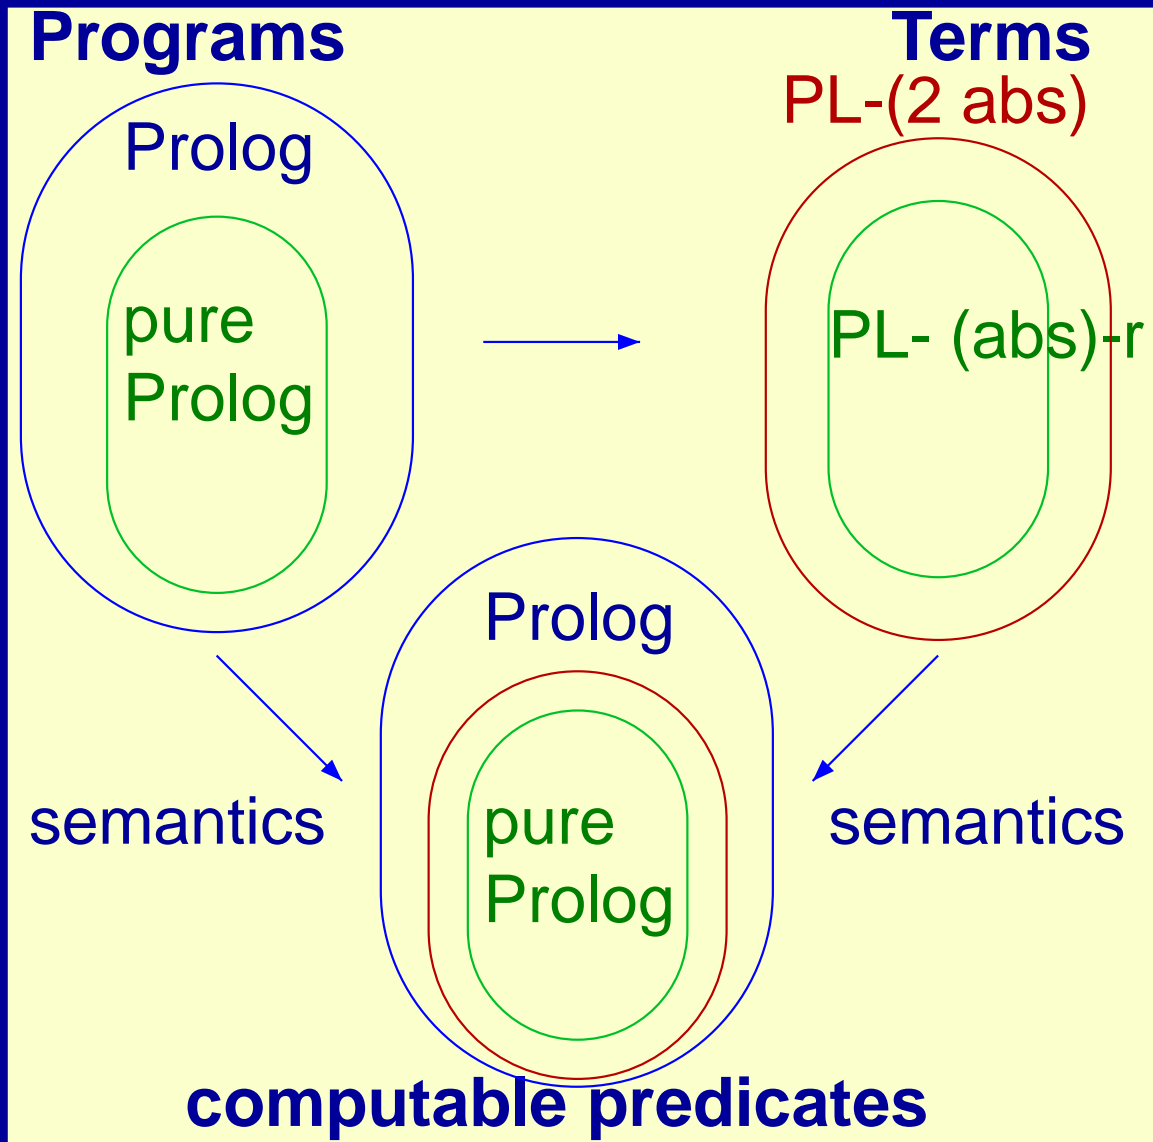 Programs
Terms
PL-(2 abs)
Prolog
pure
Prolog
PL- (abs)-r
Prolog
semantics
pure
Prolog
semantics
computable predicates